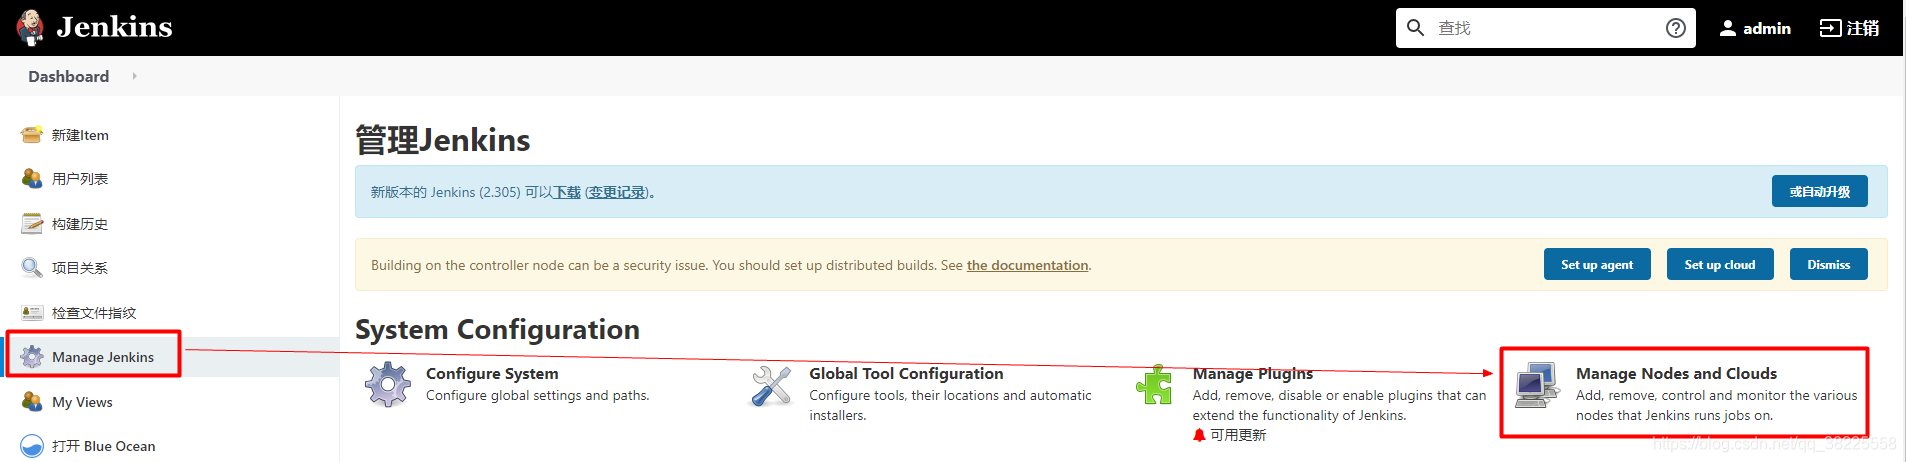 Jenkins
查找
admin
注销
Dashboard
新建Item
用户列表
构建历史
项目关系
检查文件指纹
Manage Jenkins
My Views
打开 Blue Ocean
管理Jenkins
新版本的 Jenkins (2.305) 可以下载 (变更记录)。
或自动升级
Building on the controller node can be a security issue. You should set up distributed builds. See the documentation.
Set up agent
Set up cloud
Dismiss
System Configuration
Configure System
Configure global settings and paths.
Global Tool Configuration
Configure tools, their locations and automatic
installers.
Manage Plugins
Add, remove, disable or enable plugins that can
extend the functionality of Jenkins.
可用更新
Manage Nodes and Clouds
Add, remove, control and monitor the various
nodes that Jenkins runs jobs on.
https://blog.csdn.net/qq_38225558